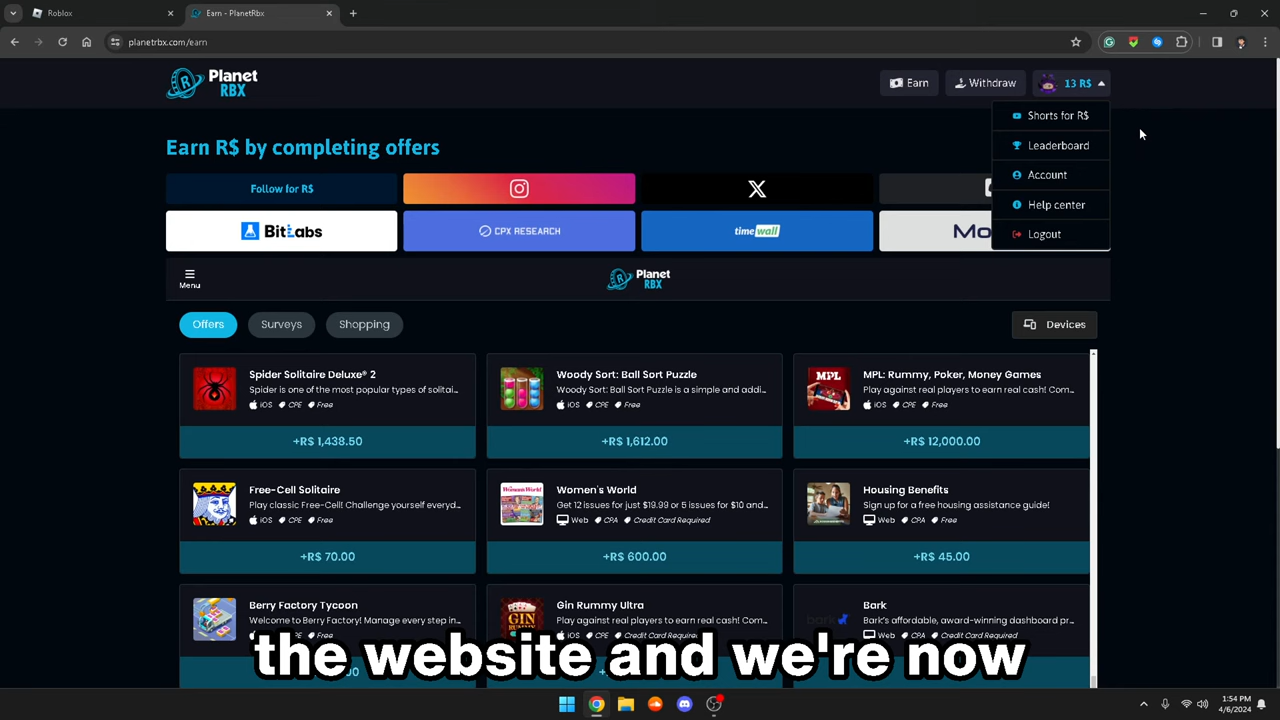 Roblox
Earn - PlanetRbx
planetrbx.com/earn
Planet
RBX
Earn
Withdraw
13 R$
Shorts for R$
Leaderboard
Account
Help center
Logout
Earn R$ by completing offers
Follow for R$
BitLabs
CPX RESEARCH
timewall
Mo
Menu
Planet
RBX
Offers
Surveys
Shopping
Devices
Spider Solitaire Deluxe® 2
Spider is one of the most popular types of solitai...
iOS CPE Free
+R$ 1,438.50
Woody Sort: Ball Sort Puzzle
Woody Sort: Ball Sort Puzzle is a simple and addi...
iOS CPE Free
+R$ 1,612.00
MPL
MPL: Rummy, Poker, Money Games
Play against real players to earn real cash! Com...
iOS CPE Free
+R$ 12,000.00
Free-Cell Solitaire
Play classic Free-Cell! Challenge yourself everyd...
iOS CPE Free
+R$ 70.00
Women's World
Get 12 issues for just $19.99 or 5 issues for $10 and...
Web CPA Credit Card Required
+R$ 600.00
Housing Benefits
Sign up for a free housing assistance guide!
Web CPA Free
+R$ 45.00
Berry Factory Tycoon
Welcome to Berry Factory! Manage every step in...
GIN
Gin Rummy Ultra
Play against real players to earn real cash! Com...
Credit Card Required
bark
Bark
Bark's affordable, award-winning dashboard pr...
Web CPA Credit Card Required
the website and we're now
1:54 PM
4/6/2024